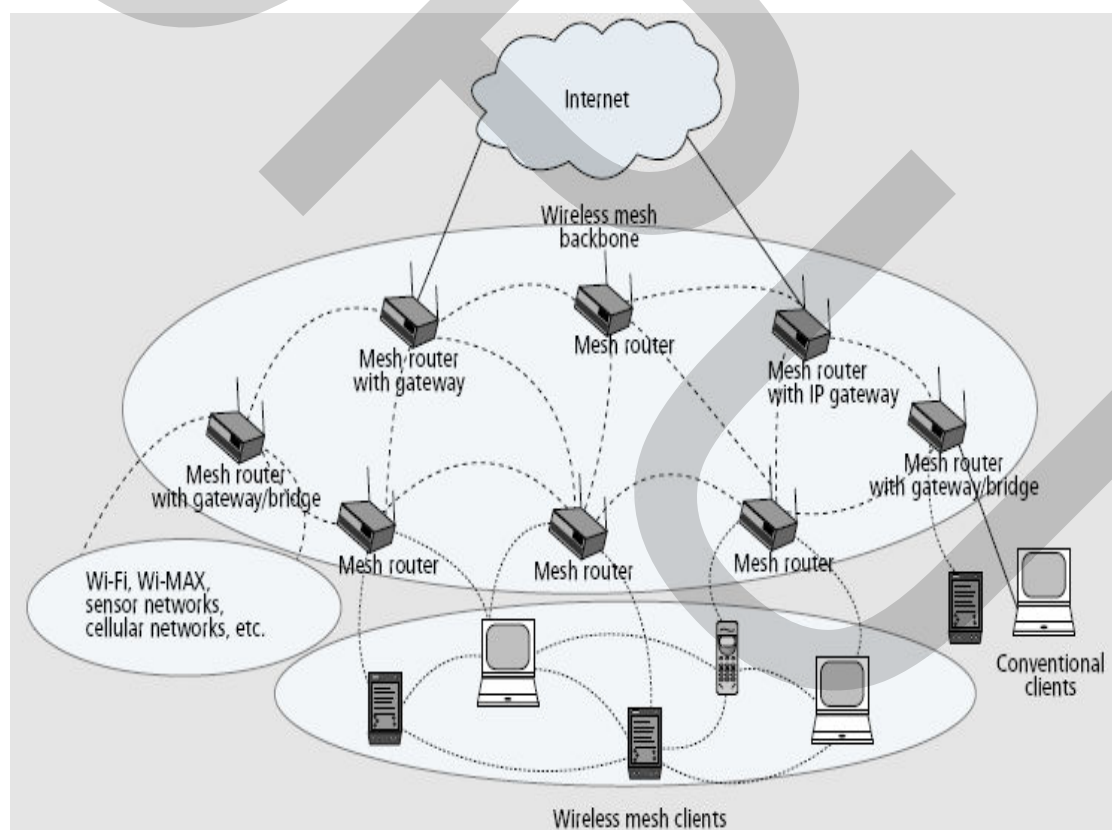 Internet
Wireless mesh
backbone
Mesh router
with gateway
Mesh router
Mesh router
with IP gateway
Mesh router
with gateway/bridge
Mesh router
with gateway/bridge
Mesh router
Mesh router
Mesh router
Wi-Fi, Wi-MAX,
sensor networks,
cellular networks, etc.
Conventional
clients
Wireless mesh clients